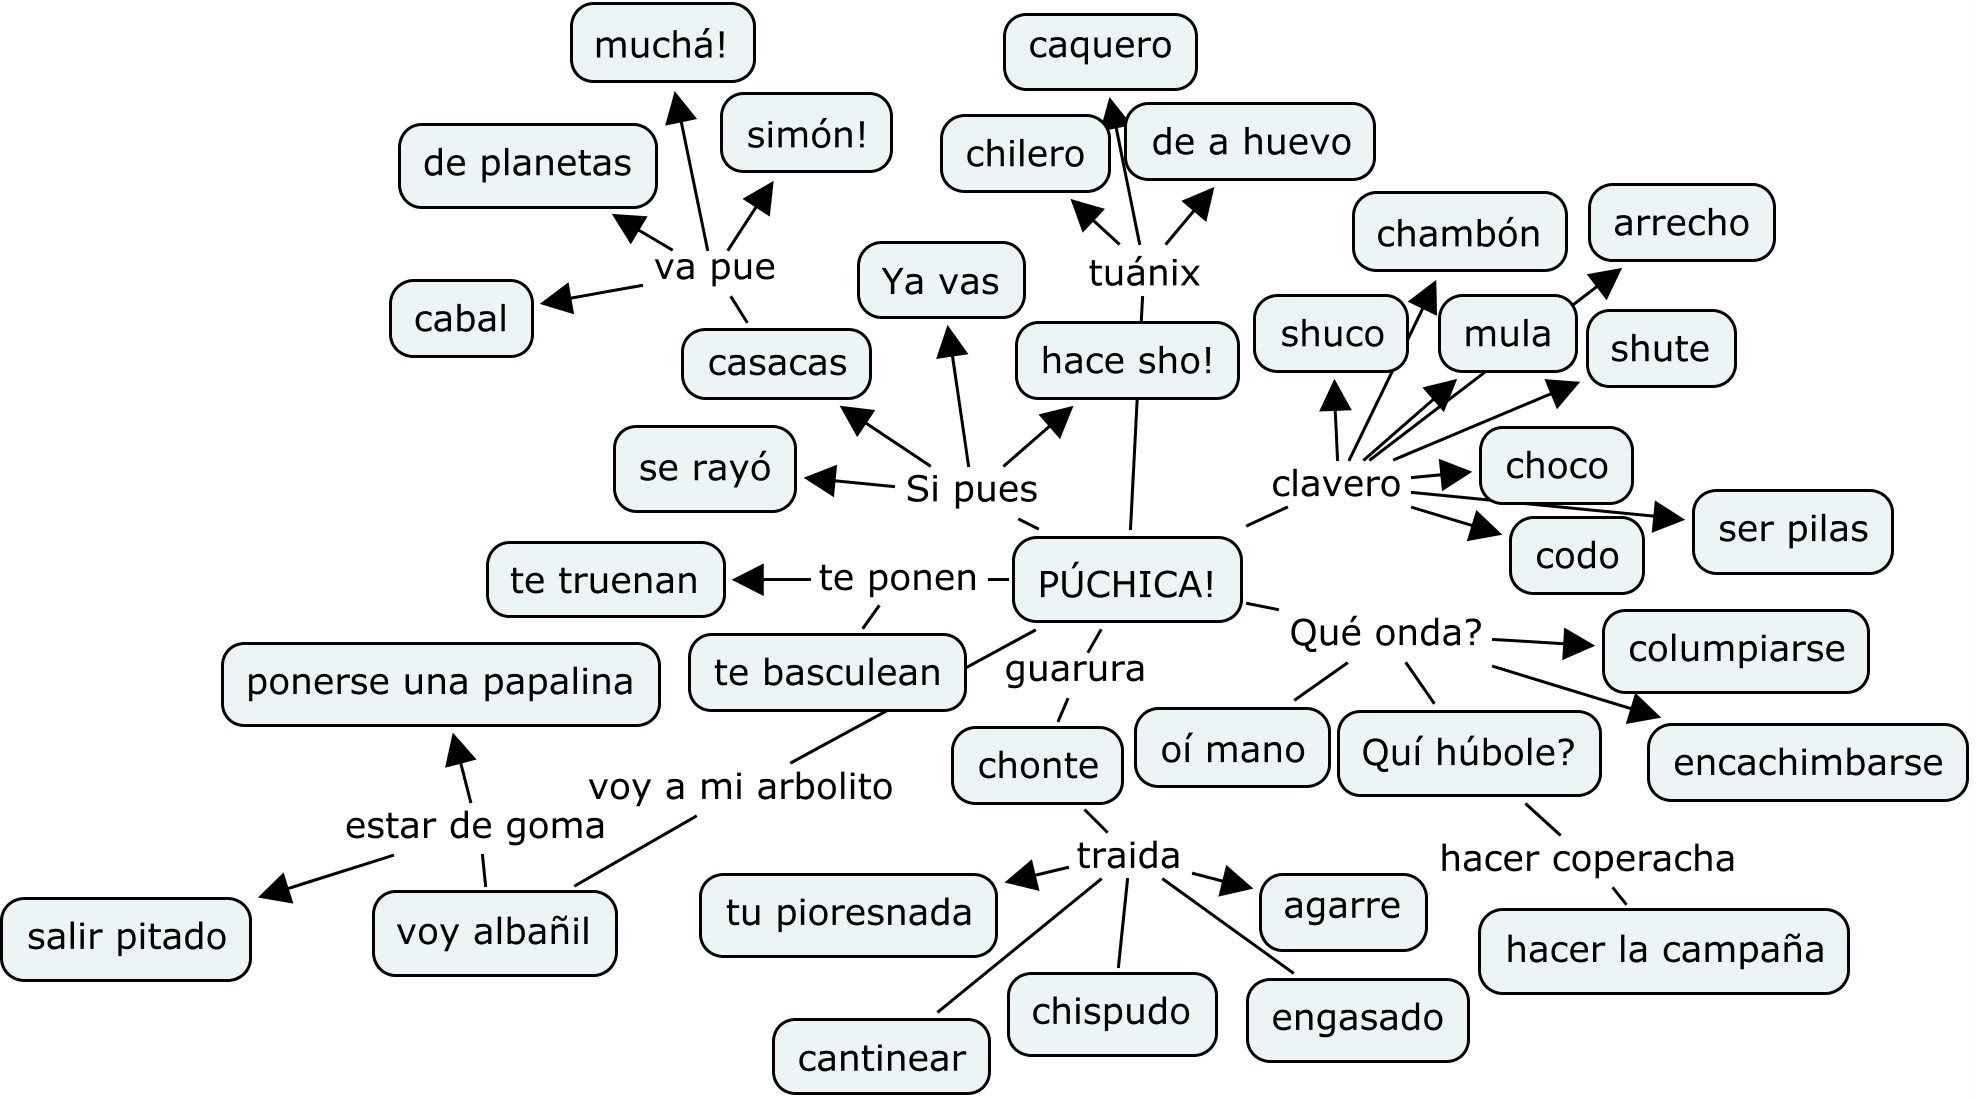 muchá!
caquero
simón!
de planetas
chilero
de a huevo
chambón
arrecho
va pue
Ya vas
tuánix
cabal
casacas
hace sho!
shuco
mula
shute
se rayó
Si pues
clavero
choco
ser pilas
codo
te truenan
te ponen
PÚCHICA!
Qué onda?
columpiarse
ponerse una papalina
te basculean
guarura
chonte
oí mano
Quí húbole?
encachimbarse
voy a mi arbolito
estar de goma
traida
hacer coperacha
salir pitado
voy albañil
tu pioresnada
agarre
hacer la campaña
cantinear
chispudo
engasado